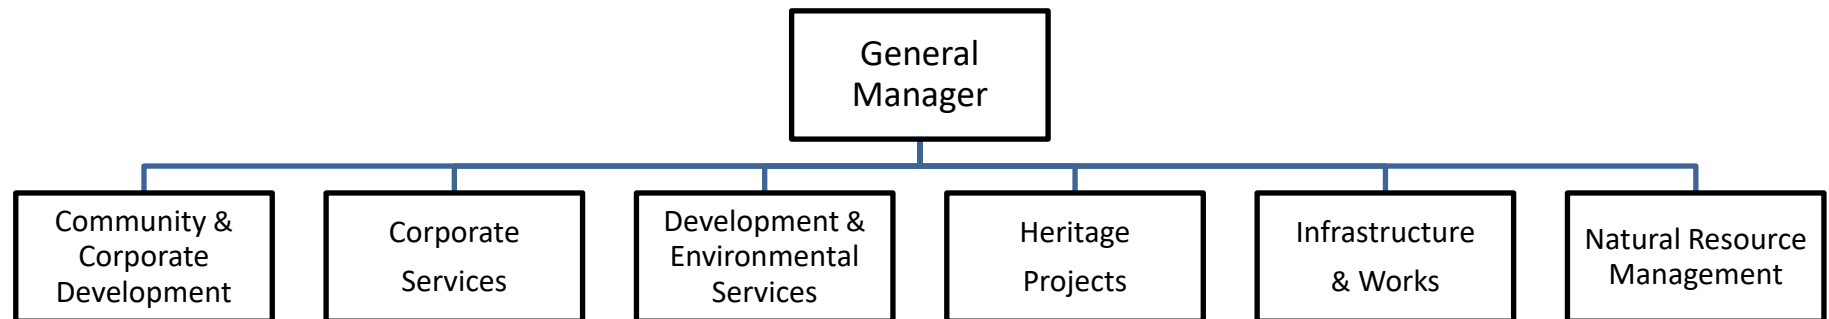 General
Manager
Community &
Corporate
Development
Corporate
Services
Development &
Environmental
Services
Heritage
Projects
Infrastructure
& Works
Natural Resource
Management